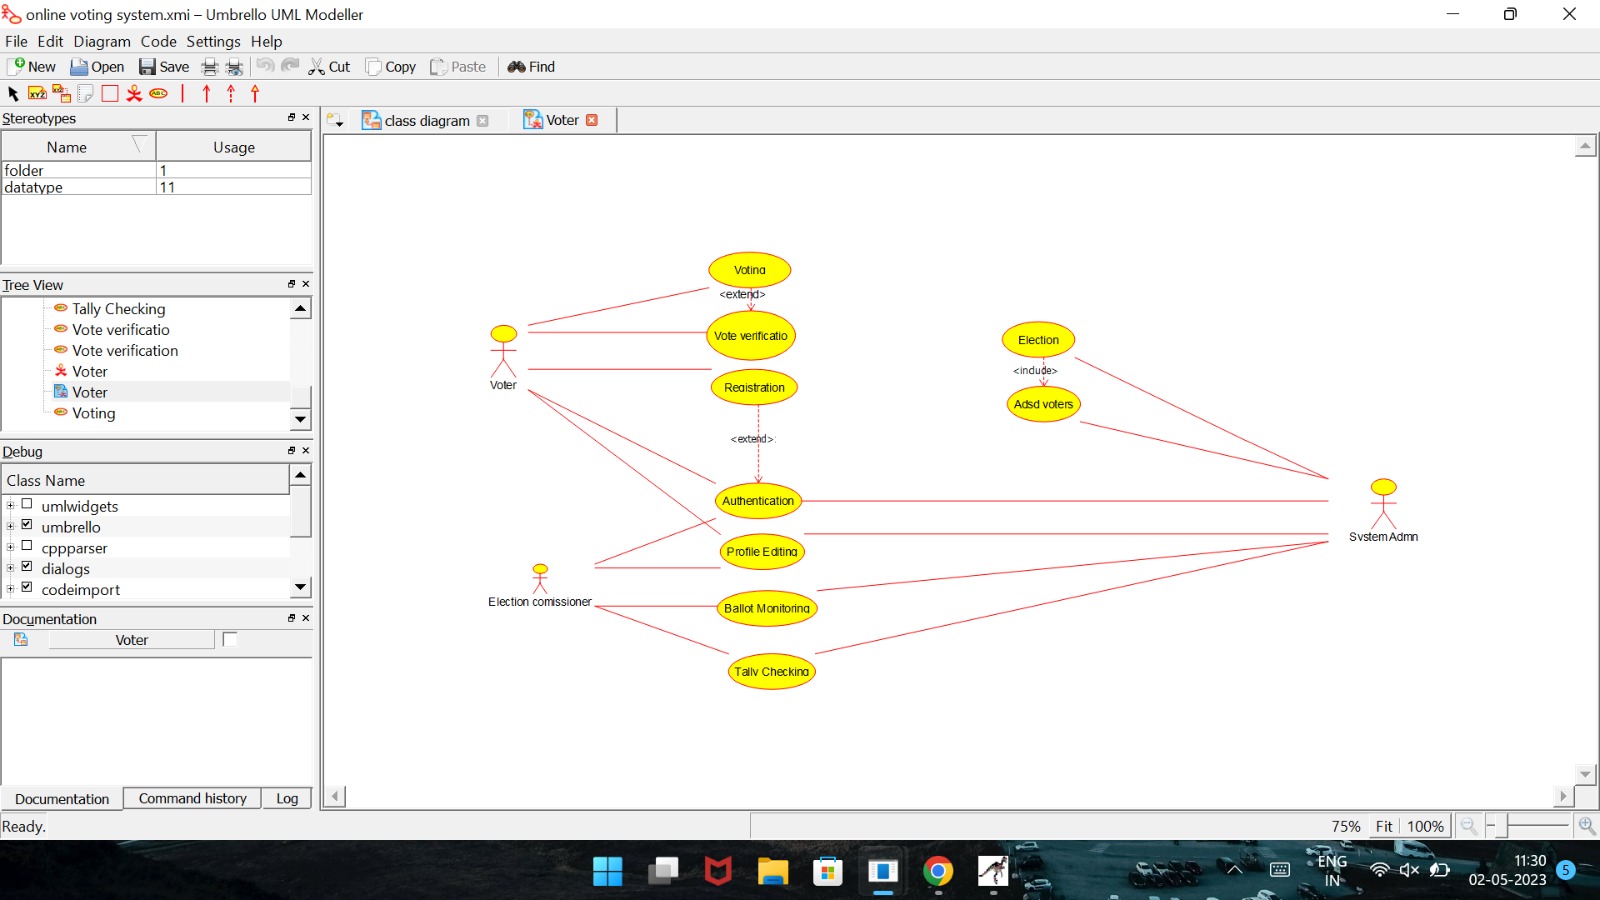 online voting system.xmi – Umbrello UML Modeller
File Edit Diagram Code Settings Help
New Open Save Cut Copy Paste Find
Stereotypes
Name Usage
folder 1
datatype 11
Tree View
Tally Checking
Vote verificatio
Vote verification
Voter
Voter
Voting
Debug
Class Name
umlwidgets
umbrello
cppparser
dialogs
codeimport
Documentation
Voter
Documentation Command history Log
Ready.
class diagram Voter
Voting
<extend>
Vote verificatio
Voter
Registration
<extend>
Authentication
Profile Editing
Election comissioner
Ballot Monitoring
Tally Checking
Election
<include>
Adsd voters
System Admn
75% Fit 100%
ENG
IN
11:30
02-05-2023
5